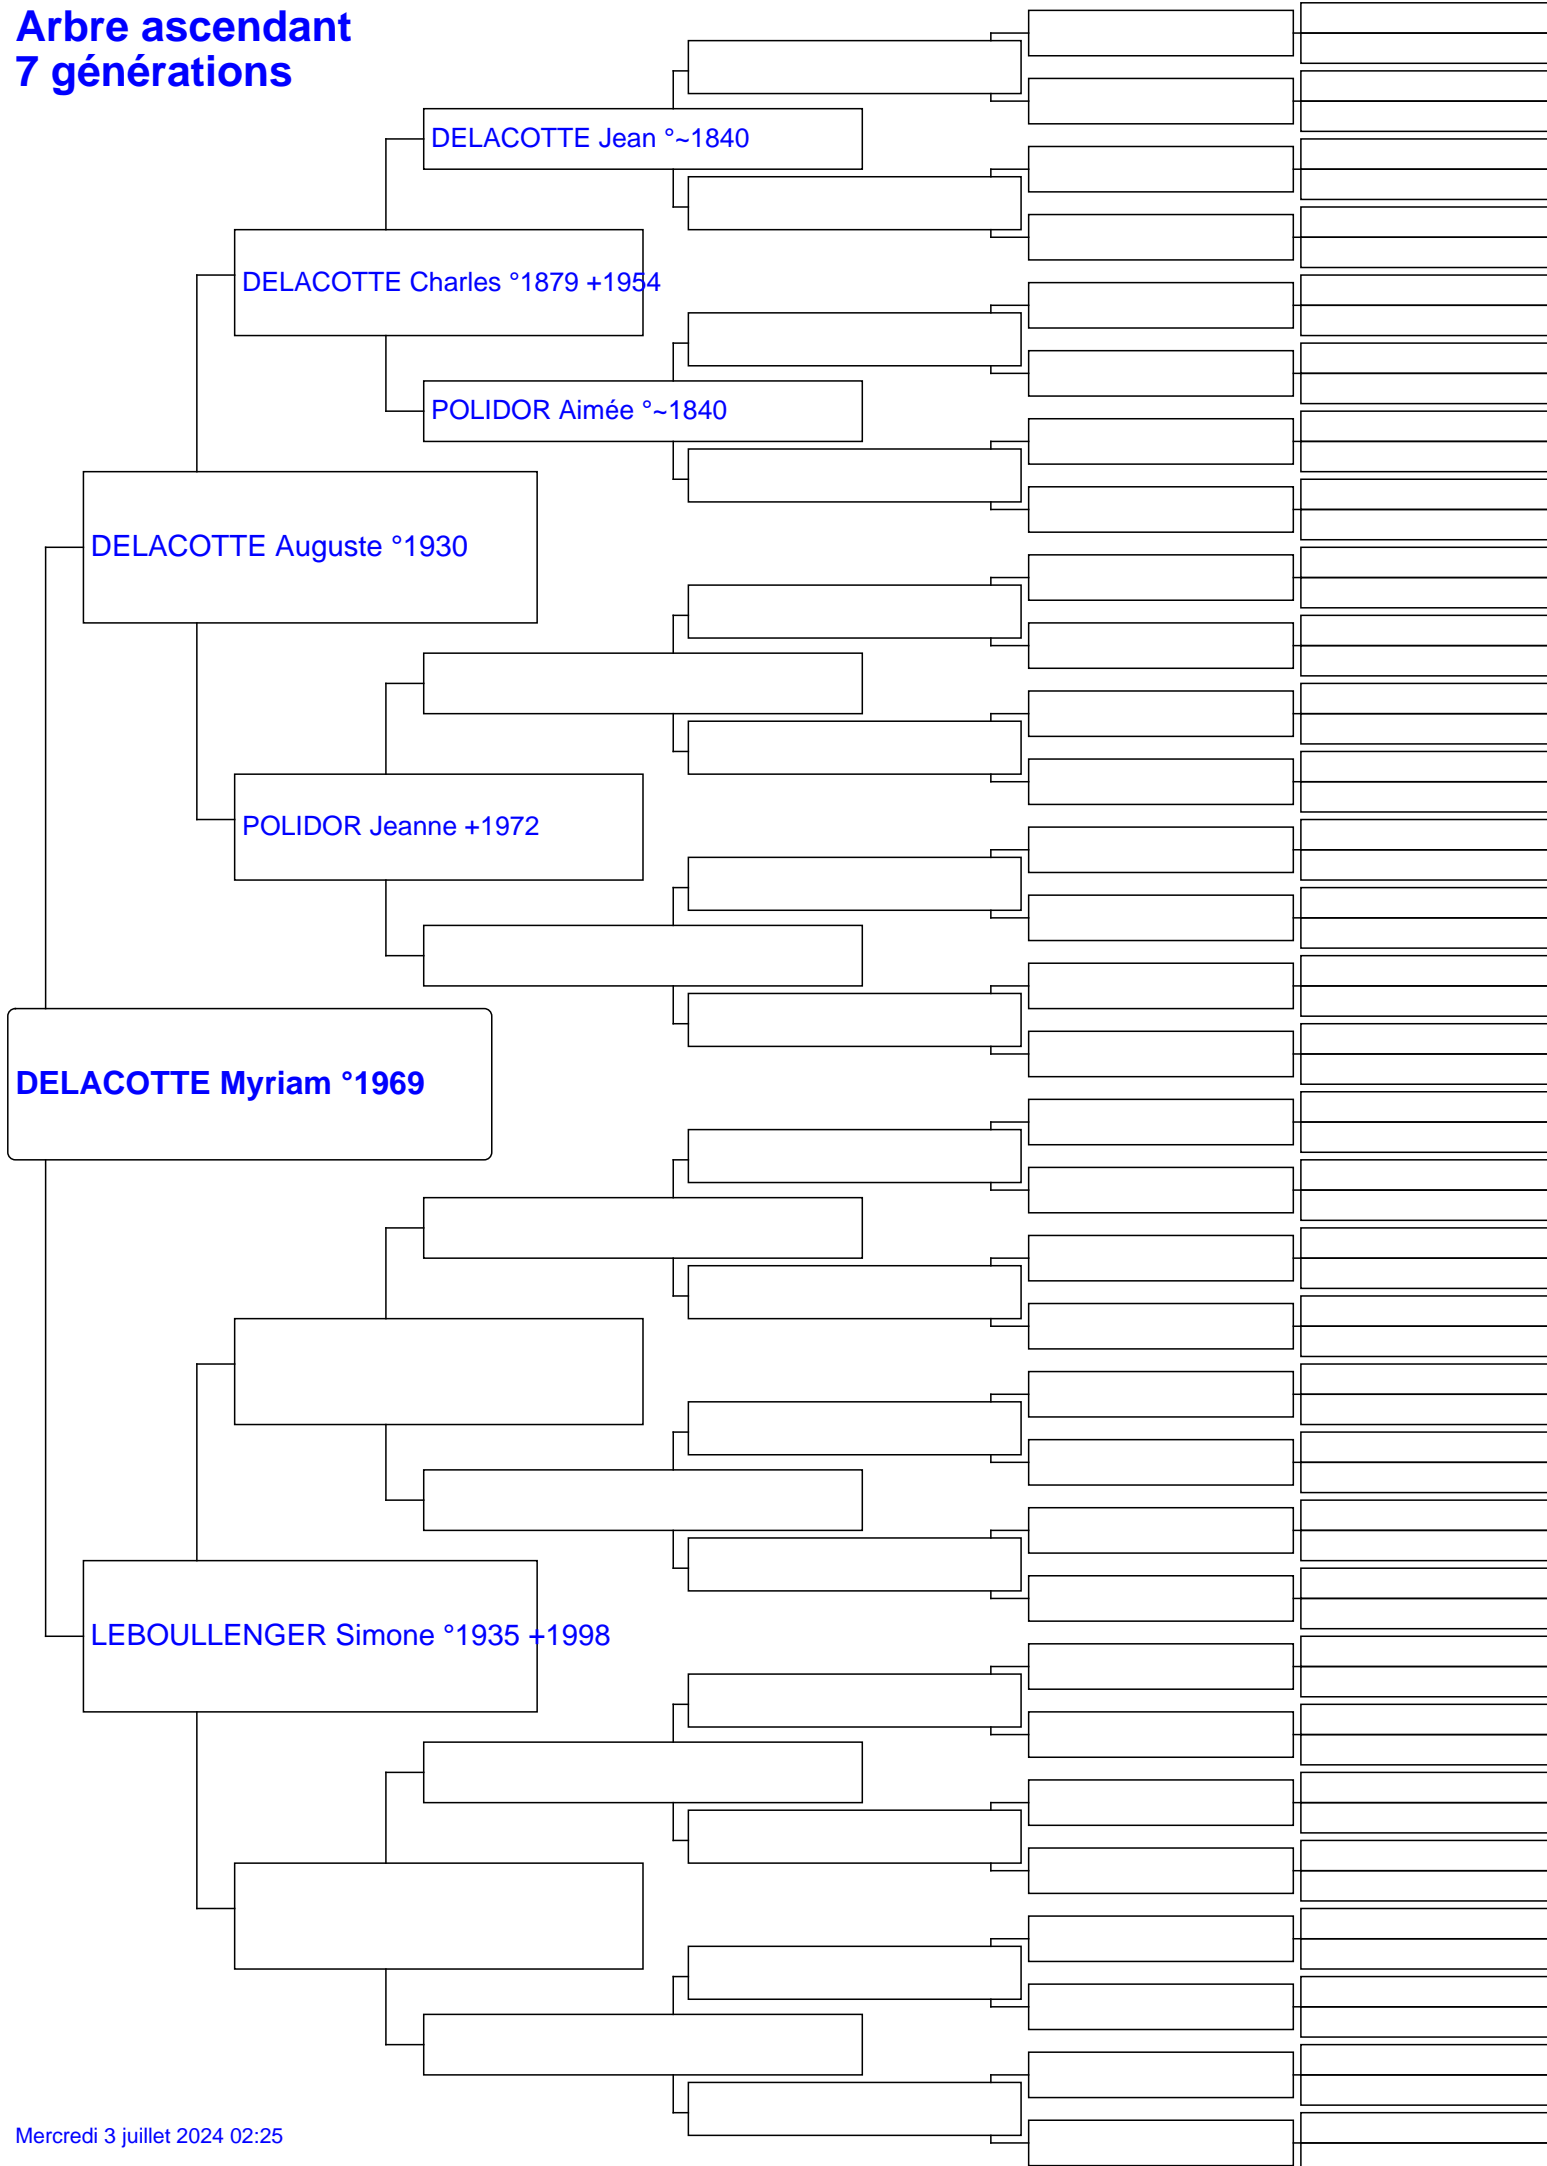 Arbre ascendant
7 générations
DELACOTTE Jean °~1840
DELACOTTE Charles °1879 +1954
POLIDOR Aimée °~1840
DELACOTTE Auguste °1930
POLIDOR Jeanne +1972
DELACOTTE Myriam °1969
LEBOULLENGER Simone °1935 +1998
Mercredi 3 juillet 2024 02:25